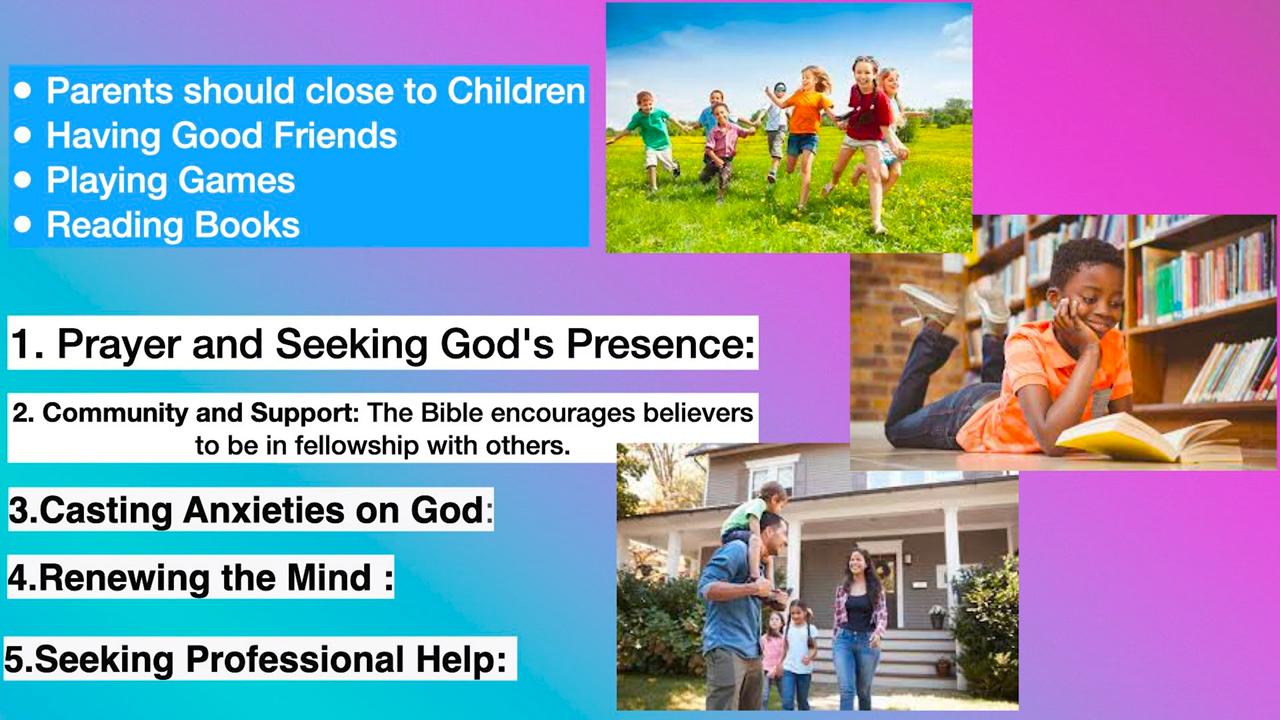 • Parents should close to Children
• Having Good Friends
• Playing Games
• Reading Books
1. Prayer and Seeking God's Presence:
2. Community and Support: The Bible encourages believers
to be in fellowship with others.
3.Casting Anxieties on God:
4.Renewing the Mind :
5.Seeking Professional Help: